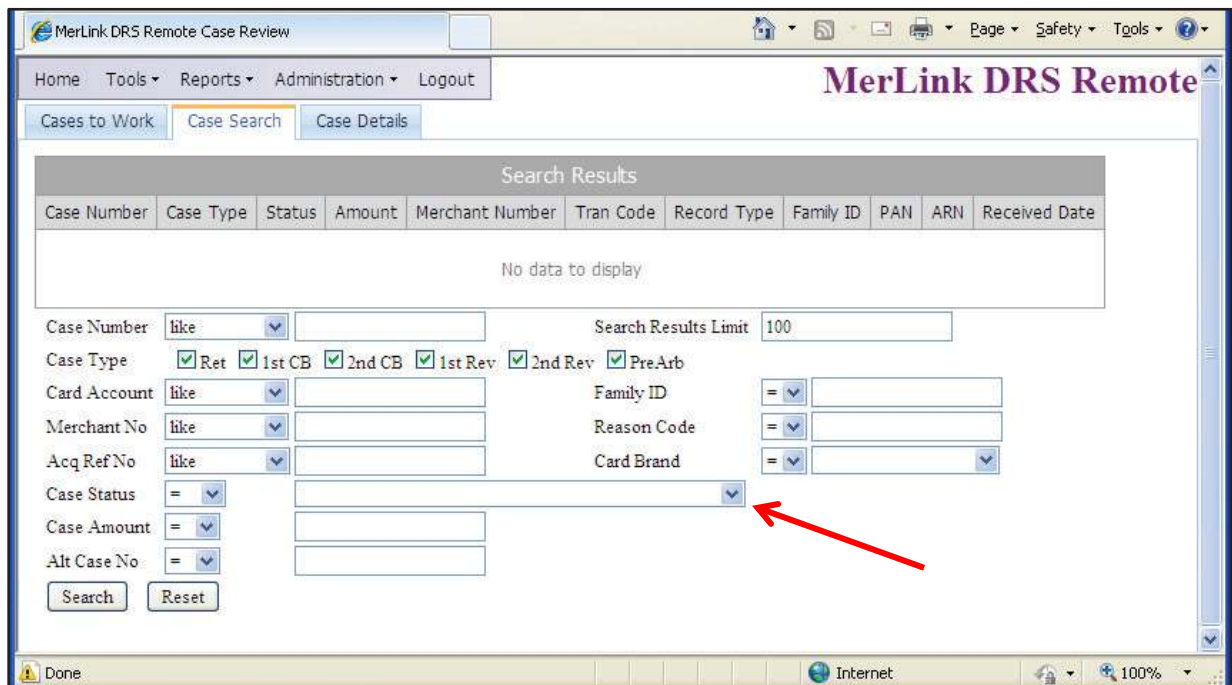 MerLink DRS Remote Case Review
Page Safety Tools
Home Tools Reports Administration Logout
MerLink DRS Remote
Cases to Work Case Search Case Details
Search Results
Case Number Case Type Status Amount Merchant Number Tran Code Record Type Family ID PAN ARN Received Date
No data to display
Case Number like Search Results Limit 100
Case Type Ret 1st CB 2nd CB 1st Rev 2nd Rev PreArb
Card Account like Family ID =
Merchant No like Reason Code =
Acq Ref No like Card Brand =
Case Status =
Case Amount =
Alt Case No =
Search Reset
Done Internet 100%